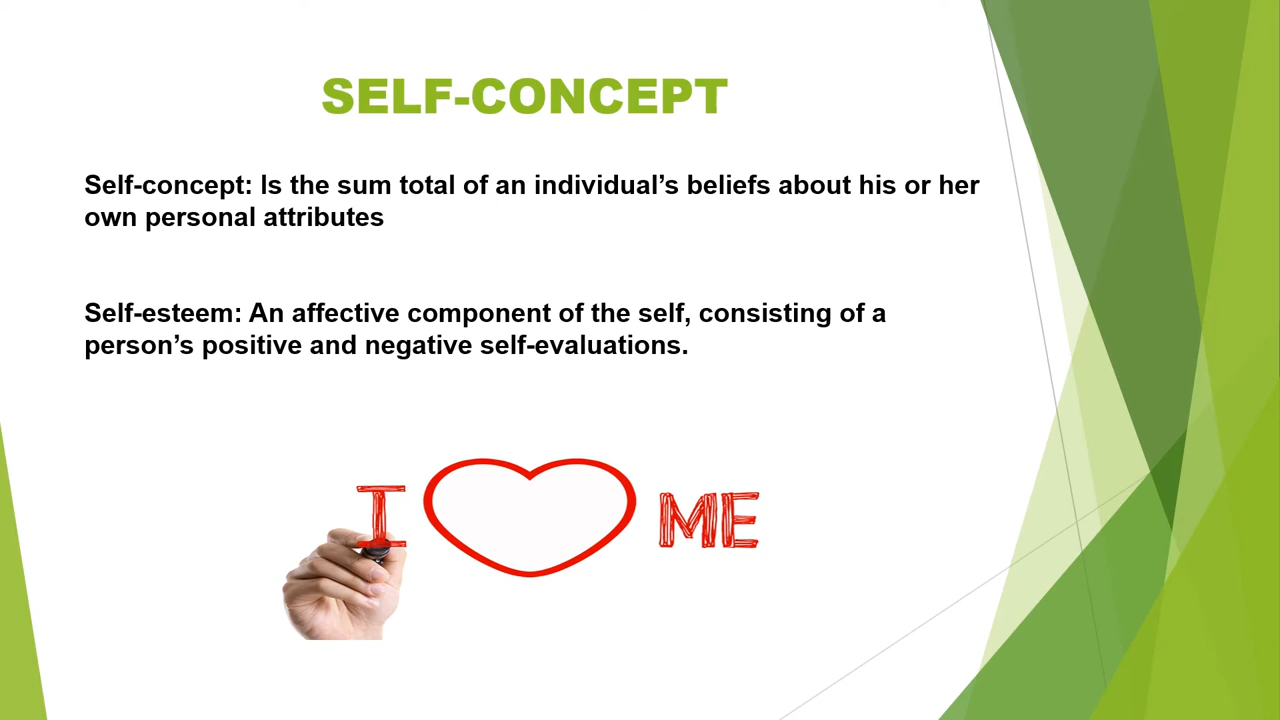 SELF-CONCEPT
Self-concept: Is the sum total of an individual’s beliefs about his or her
own personal attributes
Self-esteem: An affective component of the self, consisting of a
person’s positive and negative self-evaluations.
I ME